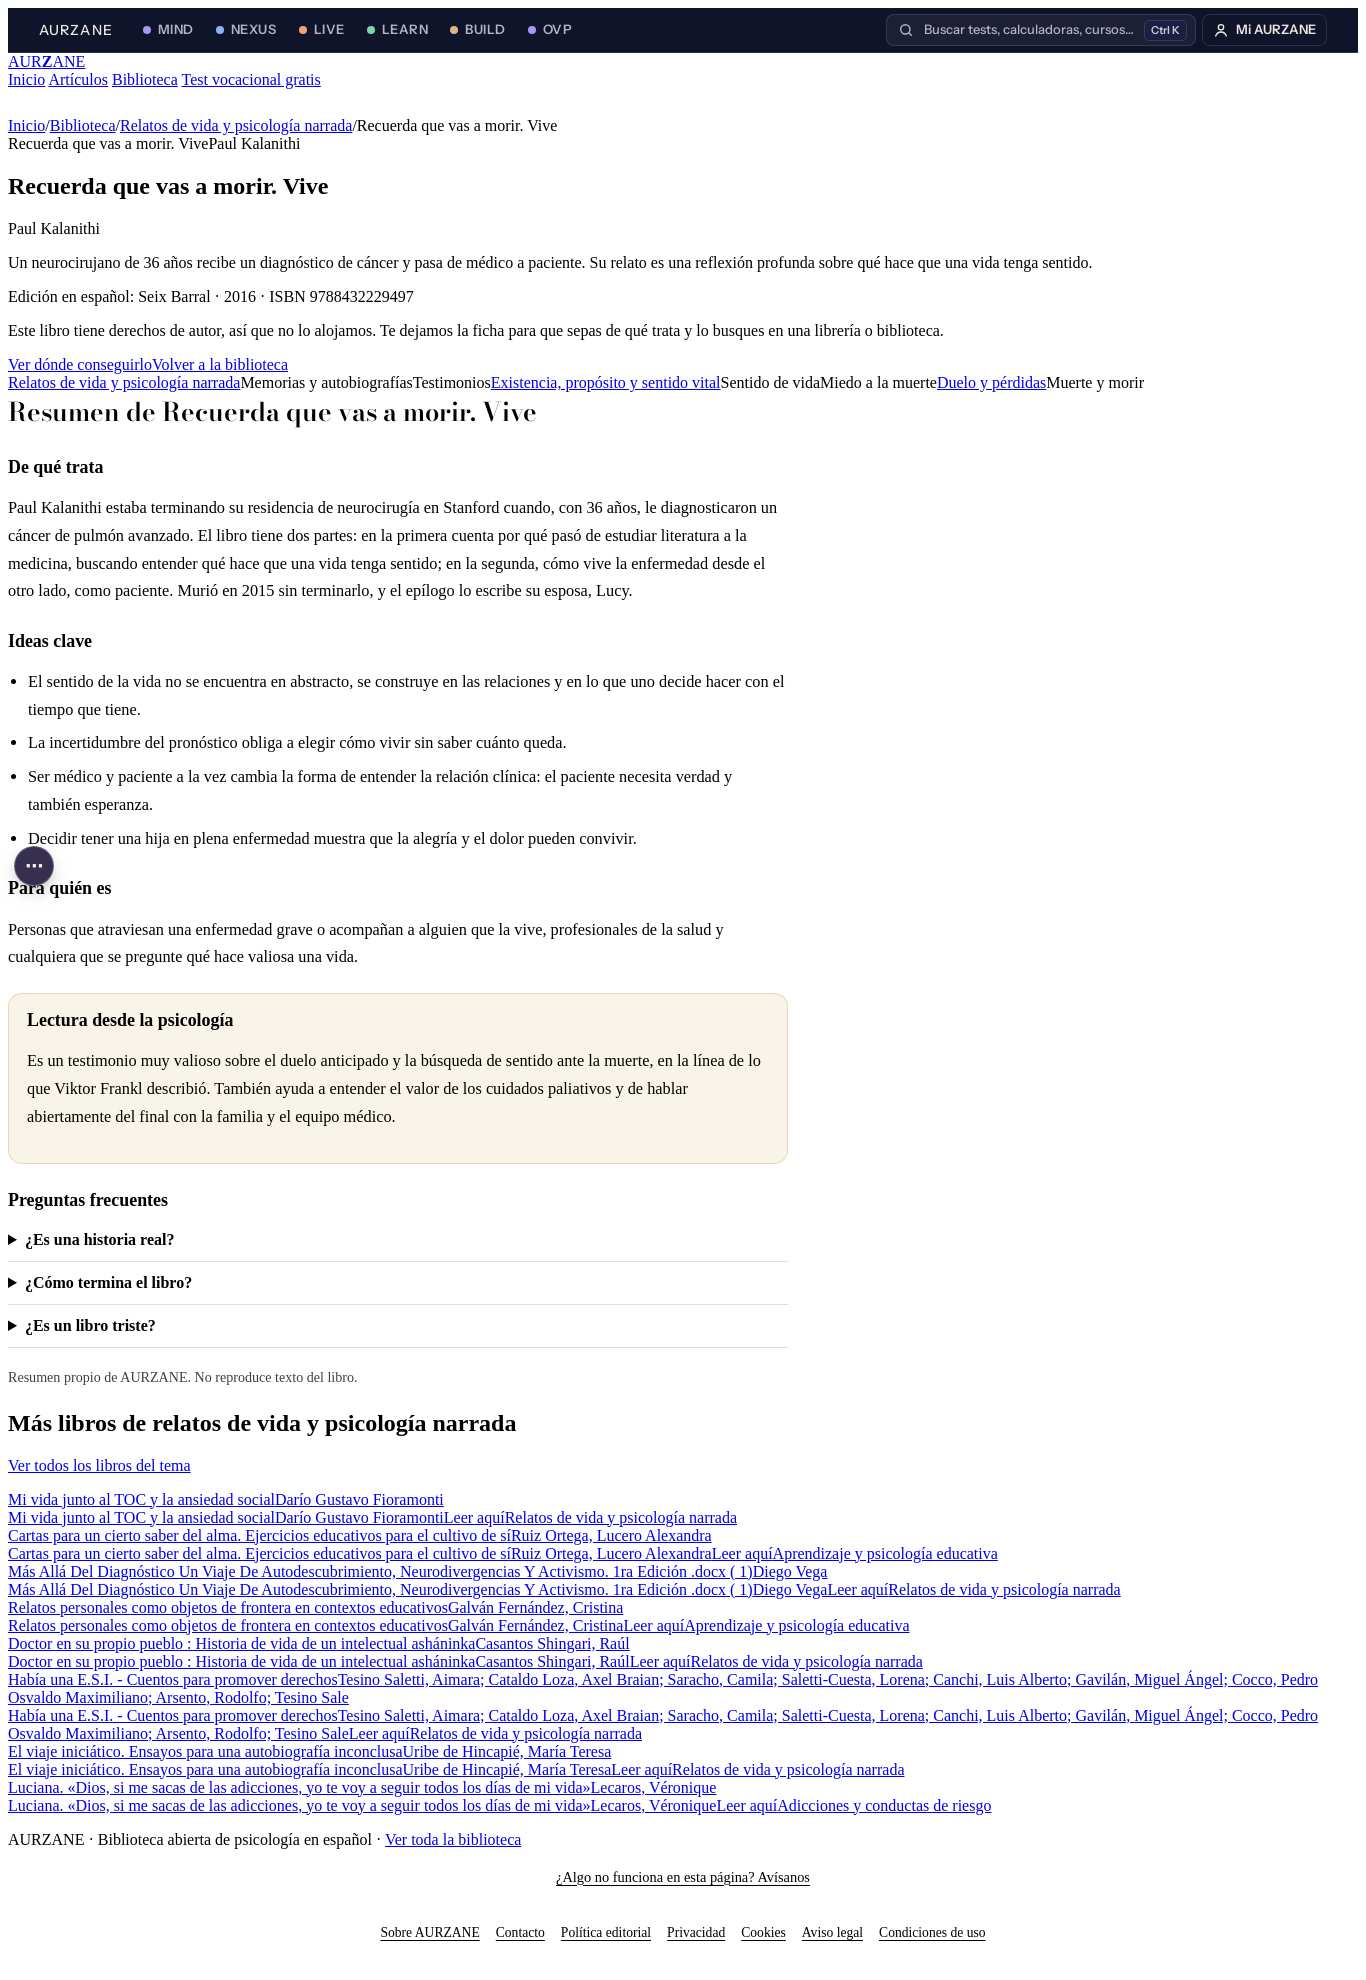 AURZANE MIND NEXUS LIVE LEARN BUILD OVP Buscar tests, calculadoras, cursos... Ctrl K Mi AURZANE
AURZANE
Inicio Artículos Biblioteca Test vocacional gratis
Inicio/Biblioteca/Relatos de vida y psicología narrada/Recuerda que vas a morir. Vive
Recuerda que vas a morir. VivePaul Kalanithi
Recuerda que vas a morir. Vive
Paul Kalanithi
Un neurocirujano de 36 años recibe un diagnóstico de cáncer y pasa de médico a paciente. Su relato es una reflexión profunda sobre qué hace que una vida tenga sentido.
Edición en español: Seix Barral · 2016 · ISBN 9788432229497
Este libro tiene derechos de autor, así que no lo alojamos. Te dejamos la ficha para que sepas de qué trata y lo busques en una librería o biblioteca.
Ver dónde conseguirloVolver a la biblioteca
Relatos de vida y psicología narradaMemorias y autobiografíasTestimoniosExistencia, propósito y sentido vitalSentido de vidaMiedo a la muerteDuelo y pérdidasMuerte y morir
Resumen de Recuerda que vas a morir. Vive
De qué trata
Paul Kalanithi estaba terminando su residencia de neurocirugía en Stanford cuando, con 36 años, le diagnosticaron un
cáncer de pulmón avanzado. El libro tiene dos partes: en la primera cuenta por qué pasó de estudiar literatura a la
medicina, buscando entender qué hace que una vida tenga sentido; en la segunda, cómo vive la enfermedad desde el
otro lado, como paciente. Murió en 2015 sin terminarlo, y el epílogo lo escribe su esposa, Lucy.
Ideas clave
• El sentido de la vida no se encuentra en abstracto, se construye en las relaciones y en lo que uno decide hacer con el
tiempo que tiene.
• La incertidumbre del pronóstico obliga a elegir cómo vivir sin saber cuánto queda.
• Ser médico y paciente a la vez cambia la forma de entender la relación clínica: el paciente necesita verdad y
también esperanza.
• Decidir tener una hija en plena enfermedad muestra que la alegría y el dolor pueden convivir.
Para quién es
Personas que atraviesan una enfermedad grave o acompañan a alguien que la vive, profesionales de la salud y
cualquiera que se pregunte qué hace valiosa una vida.
Lectura desde la psicología
Es un testimonio muy valioso sobre el duelo anticipado y la búsqueda de sentido ante la muerte, en la línea de lo
que Viktor Frankl describió. También ayuda a entender el valor de los cuidados paliativos y de hablar
abiertamente del final con la familia y el equipo médico.
Preguntas frecuentes
¿Es una historia real?
¿Cómo termina el libro?
¿Es un libro triste?
Resumen propio de AURZANE. No reproduce texto del libro.
Más libros de relatos de vida y psicología narrada
Ver todos los libros del tema
Mi vida junto al TOC y la ansiedad socialDarío Gustavo Fioramonti
Mi vida junto al TOC y la ansiedad socialDarío Gustavo FioramontiLeer aquíRelatos de vida y psicología narrada
Cartas para un cierto saber del alma. Ejercicios educativos para el cultivo de síRuiz Ortega, Lucero Alexandra
Cartas para un cierto saber del alma. Ejercicios educativos para el cultivo de síRuiz Ortega, Lucero AlexandraLeer aquíAprendizaje y psicología educativa
Más Allá Del Diagnóstico Un Viaje De Autodescubrimiento, Neurodivergencias Y Activismo. 1ra Edición .docx ( 1)Diego Vega
Más Allá Del Diagnóstico Un Viaje De Autodescubrimiento, Neurodivergencias Y Activismo. 1ra Edición .docx ( 1)Diego VegaLeer aquíRelatos de vida y psicología narrada
Relatos personales como objetos de frontera en contextos educativosGalván Fernández, Cristina
Relatos personales como objetos de frontera en contextos educativosGalván Fernández, CristinaLeer aquíAprendizaje y psicología educativa
Doctor en su propio pueblo : Historia de vida de un intelectual asháninkaCasantos Shingari, Raúl
Doctor en su propio pueblo : Historia de vida de un intelectual asháninkaCasantos Shingari, RaúlLeer aquíRelatos de vida y psicología narrada
Había una E.S.I. - Cuentos para promover derechosTesino Saletti, Aimara; Cataldo Loza, Axel Braian; Saracho, Camila; Saletti-Cuesta, Lorena; Canchi, Luis Alberto; Gavilán, Miguel Ángel; Cocco, Pedro
Osvaldo Maximiliano; Arsento, Rodolfo; Tesino Sale
Había una E.S.I. - Cuentos para promover derechosTesino Saletti, Aimara; Cataldo Loza, Axel Braian; Saracho, Camila; Saletti-Cuesta, Lorena; Canchi, Luis Alberto; Gavilán, Miguel Ángel; Cocco, Pedro
Osvaldo Maximiliano; Arsento, Rodolfo; Tesino SaleLeer aquíRelatos de vida y psicología narrada
El viaje iniciático. Ensayos para una autobiografía inconclusaUribe de Hincapié, María Teresa
El viaje iniciático. Ensayos para una autobiografía inconclusaUribe de Hincapié, María TeresaLeer aquíRelatos de vida y psicología narrada
Luciana. «Dios, si me sacas de las adicciones, yo te voy a seguir todos los días de mi vida»Lecaros, Véronique
Luciana. «Dios, si me sacas de las adicciones, yo te voy a seguir todos los días de mi vida»Lecaros, VéroniqueLeer aquíAdicciones y conductas de riesgo
AURZANE · Biblioteca abierta de psicología en español · Ver toda la biblioteca
¿Algo no funciona en esta página? Avísanos
Sobre AURZANE Contacto Política editorial Privacidad Cookies Aviso legal Condiciones de uso